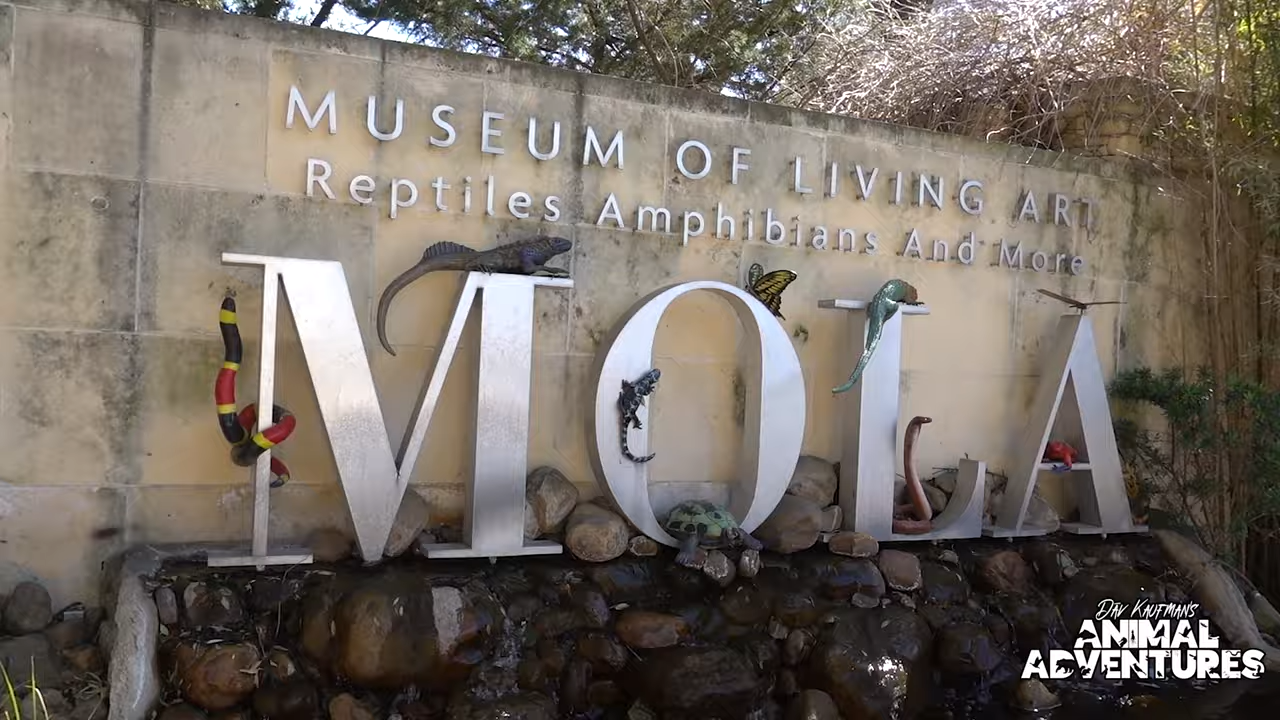 MUSEUM OF LIVING ART
Reptiles Amphibians And More
MOLA
DAV KAUFMAN'S
ANIMAL
ADVENTURES